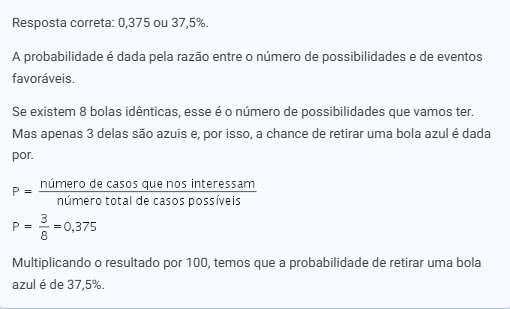 Resposta correta: 0,375 ou 37,5%.
A probabilidade é dada pela razão entre o número de possibilidades e de eventos
favoráveis.
Se existem 8 bolas idênticas, esse é o número de possibilidades que vamos ter.
Mas apenas 3 delas são azuis e, por isso, a chance de retirar uma bola azul é dada
por.
P = número de casos que nos interessam
número total de casos possíveis
P = 3/8 = 0,375
Multiplicando o resultado por 100, temos que a probabilidade de retirar uma bola
azul é de 37,5%.